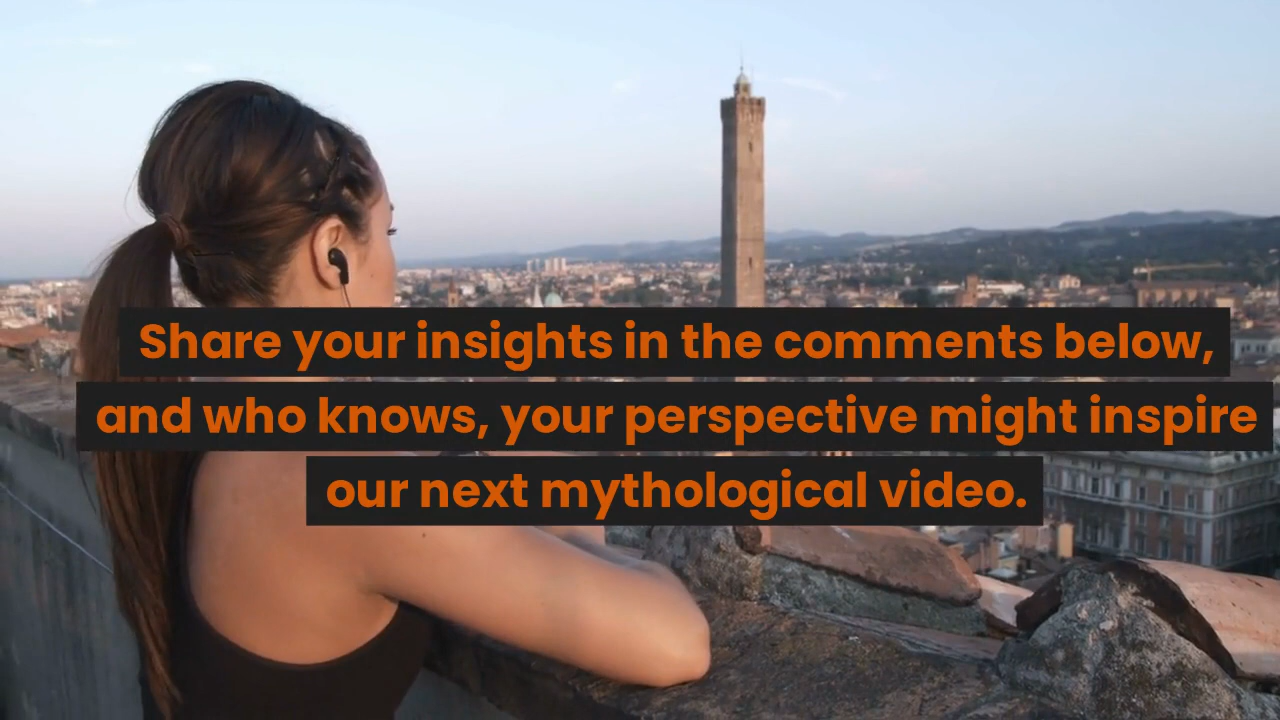 Share your insights in the comments below,
and who knows, your perspective might inspire
our next mythological video.